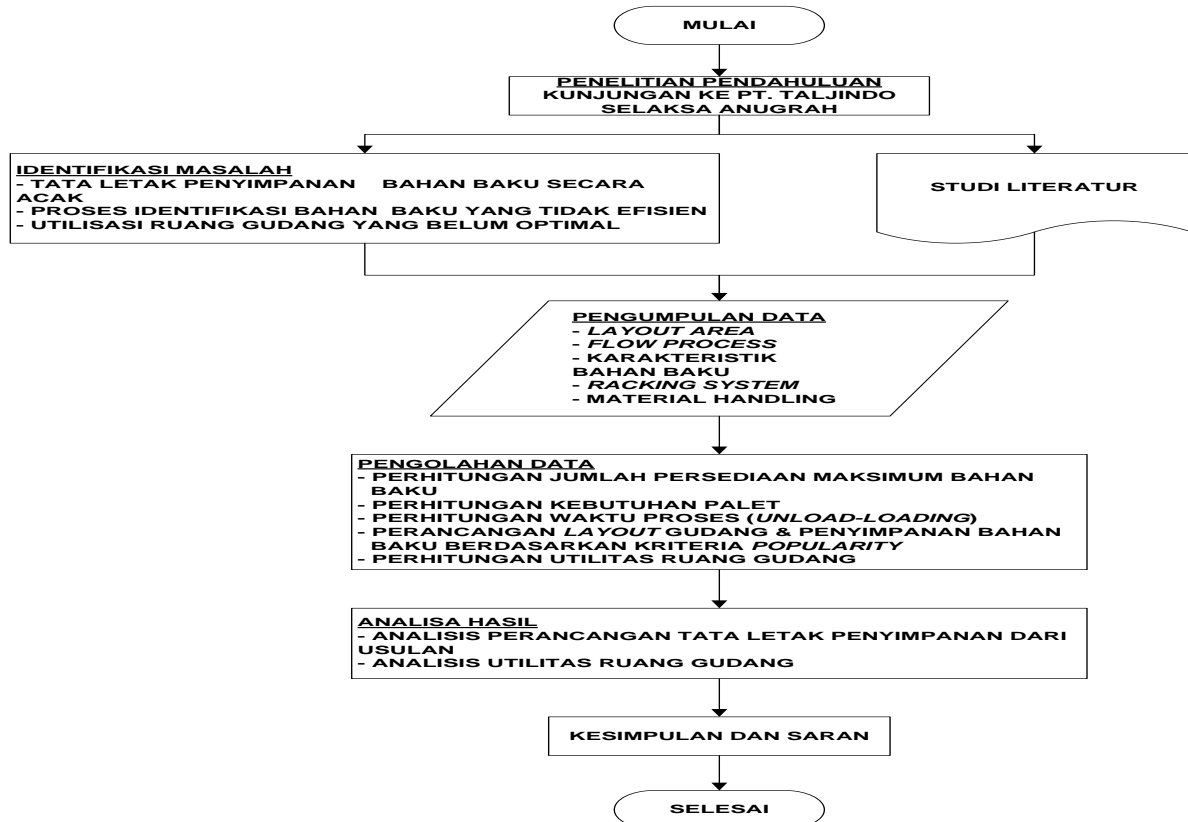 MULAI
PENELITIAN PENDAHULUAN
KUNJUNGAN KE PT. TALJINDO
SELAKSA ANUGRAH
IDENTIFIKASI MASALAH
- TATA LETAK PENYIMPANAN BAHAN BAKU SECARA
ACAK
- PROSES IDENTIFIKASI BAHAN BAKU YANG TIDAK EFISIEN
- UTILISASI RUANG GUDANG YANG BELUM OPTIMAL
STUDI LITERATUR
PENGUMPULAN DATA
- LAYOUT AREA
- FLOW PROCESS
- KARAKTERISTIK
BAHAN BAKU
- RACKING SYSTEM
- MATERIAL HANDLING
PENGOLAHAN DATA
- PERHITUNGAN JUMLAH PERSEDIAAN MAKSIMUM BAHAN
BAKU
- PERHITUNGAN KEBUTUHAN PALET
- PERHITUNGAN WAKTU PROSES (UNLOAD-LOADING)
- PERANCANGAN LAYOUT GUDANG & PENYIMPANAN BAHAN
BAKU BERDASARKAN KRITERIA POPULARITY
- PERHITUNGAN UTILITAS RUANG GUDANG
ANALISA HASIL
- ANALISIS PERANCANGAN TATA LETAK PENYIMPANAN DARI
USULAN
- ANALISIS UTILITAS RUANG GUDANG
KESIMPULAN DAN SARAN
SELESAI